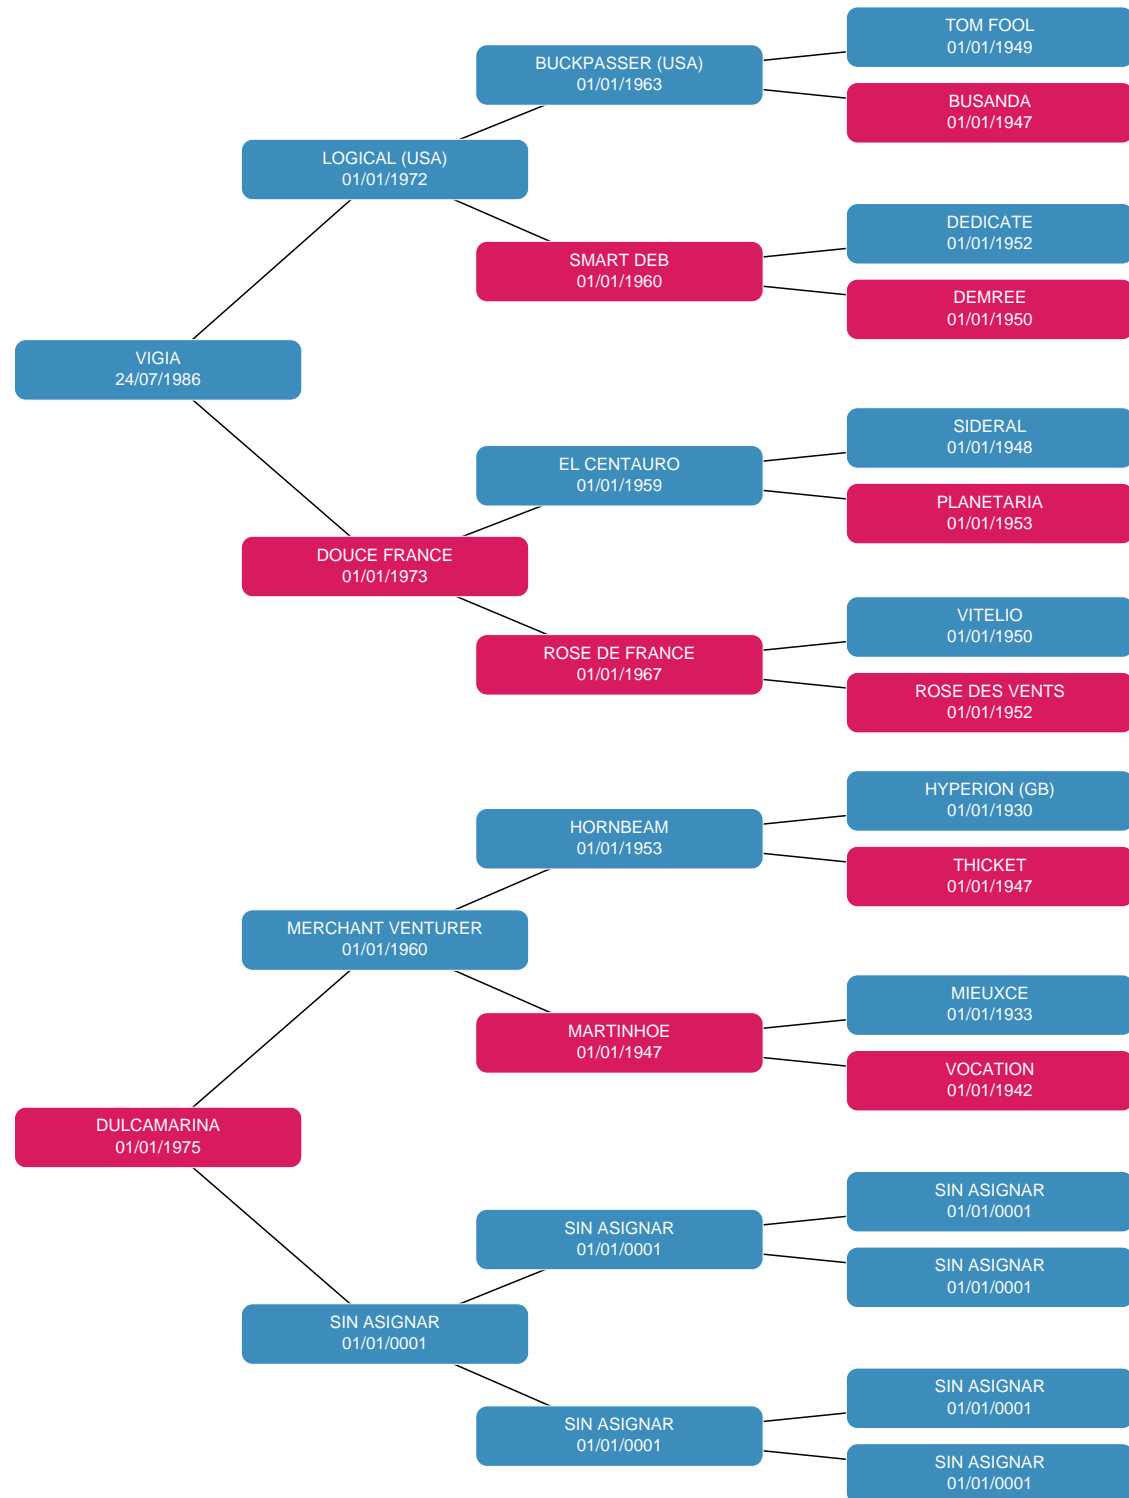 TOM FOOL
01/01/1949
BUCKPASSER (USA)
01/01/1963
BUSANDA
01/01/1947
LOGICAL (USA)
01/01/1972
DEDICATE
01/01/1952
SMART DEB
01/01/1960
DEMREE
01/01/1950
VIGIA
24/07/1986
SIDERAL
01/01/1948
EL CENTAURO
01/01/1959
PLANETARIA
01/01/1953
DOUCE FRANCE
01/01/1973
VITELIO
01/01/1950
ROSE DE FRANCE
01/01/1967
ROSE DES VENTS
01/01/1952
HYPERION (GB)
01/01/1930
HORNBEAM
01/01/1953
THICKET
01/01/1947
MERCHANT VENTURER
01/01/1960
MIEUXCE
01/01/1933
MARTINHOE
01/01/1947
VOCATION
01/01/1942
DULCAMARINA
01/01/1975
SIN ASIGNAR
01/01/0001
SIN ASIGNAR
01/01/0001
SIN ASIGNAR
01/01/0001
SIN ASIGNAR
01/01/0001
SIN ASIGNAR
01/01/0001
SIN ASIGNAR
01/01/0001
SIN ASIGNAR
01/01/0001